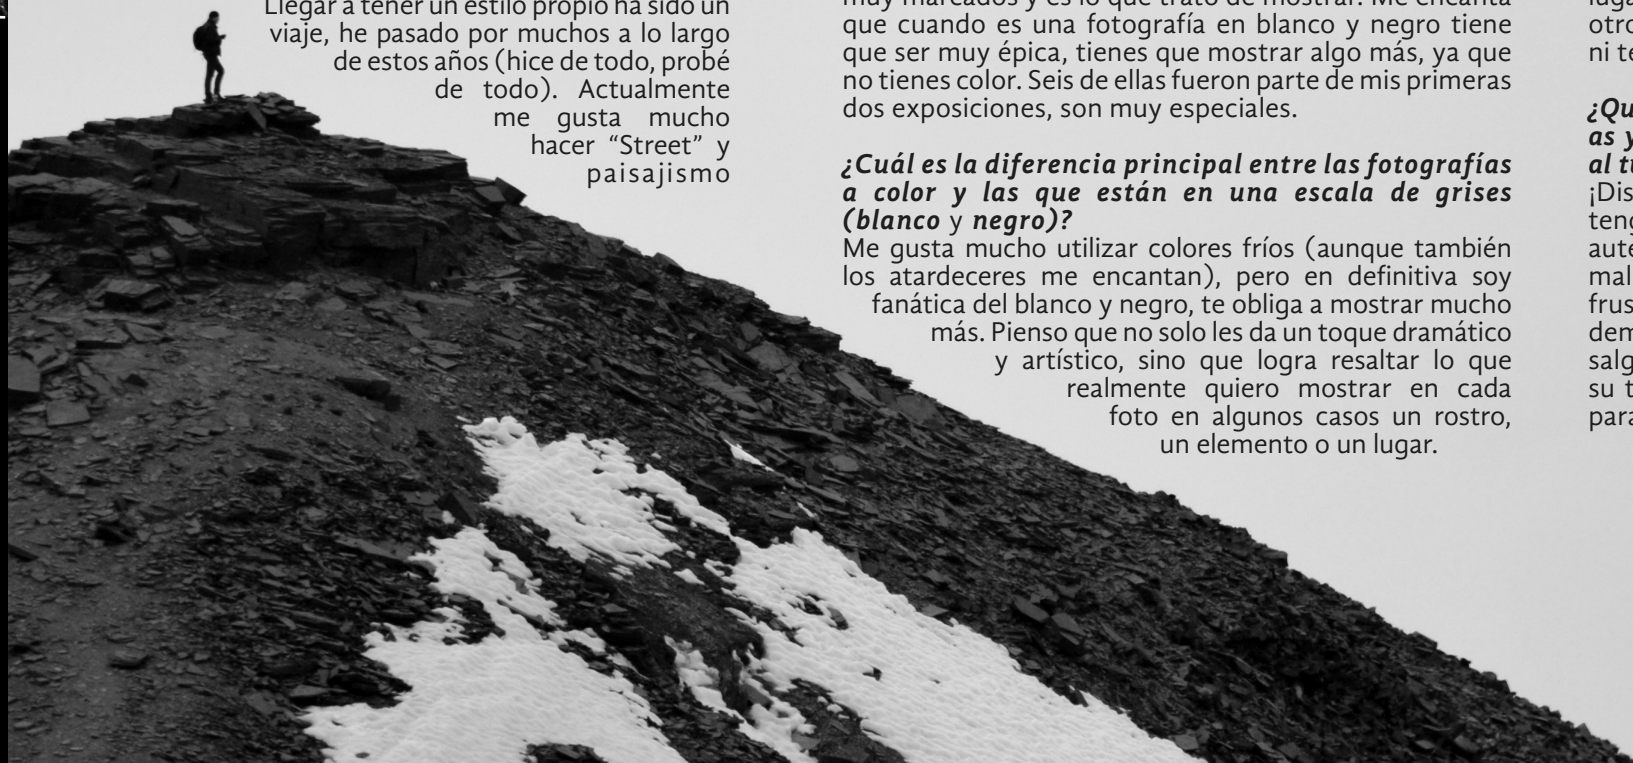 Llegar a tener un estilo propio ha sido un
viaje, he pasado por muchos a lo largo
de estos años (hice de todo, probé
de todo). Actualmente
me gusta mucho
hacer “Street” y
paisajismo
muy marcados y es lo que trato de mostrar. Me encanta
que cuando es una fotografía en blanco y negro tiene
que ser muy épica, tienes que mostrar algo más, ya que
no tienes color. Seis de ellas fueron parte de mis primeras
dos exposiciones, son muy especiales.
¿Cuál es la diferencia principal entre las fotografías
a color y las que están en una escala de grises
(blanco y negro)?
Me gusta mucho utilizar colores fríos (aunque también
los atardeceres me encantan), pero en definitiva soy
fanática del blanco y negro, te obliga a mostrar mucho
más. Pienso que no solo les da un toque dramático
y artístico, sino que logra resaltar lo que
realmente quiero mostrar en cada
foto en algunos casos un rostro,
un elemento o un lugar.
ni
as
al
¡Dis
su